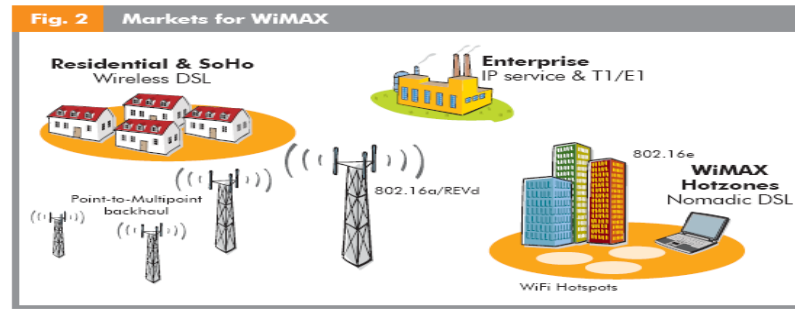 Fig. 2 Markets for WiMAX
Residential & SoHo
Wireless DSL
Enterprise
IP service & T1/E1
802.16e
WiMAX
Hotzones
Nomadic DSL
802.16a/REVd
Point-to-Multipoint
backhaul
WiFi Hotspots